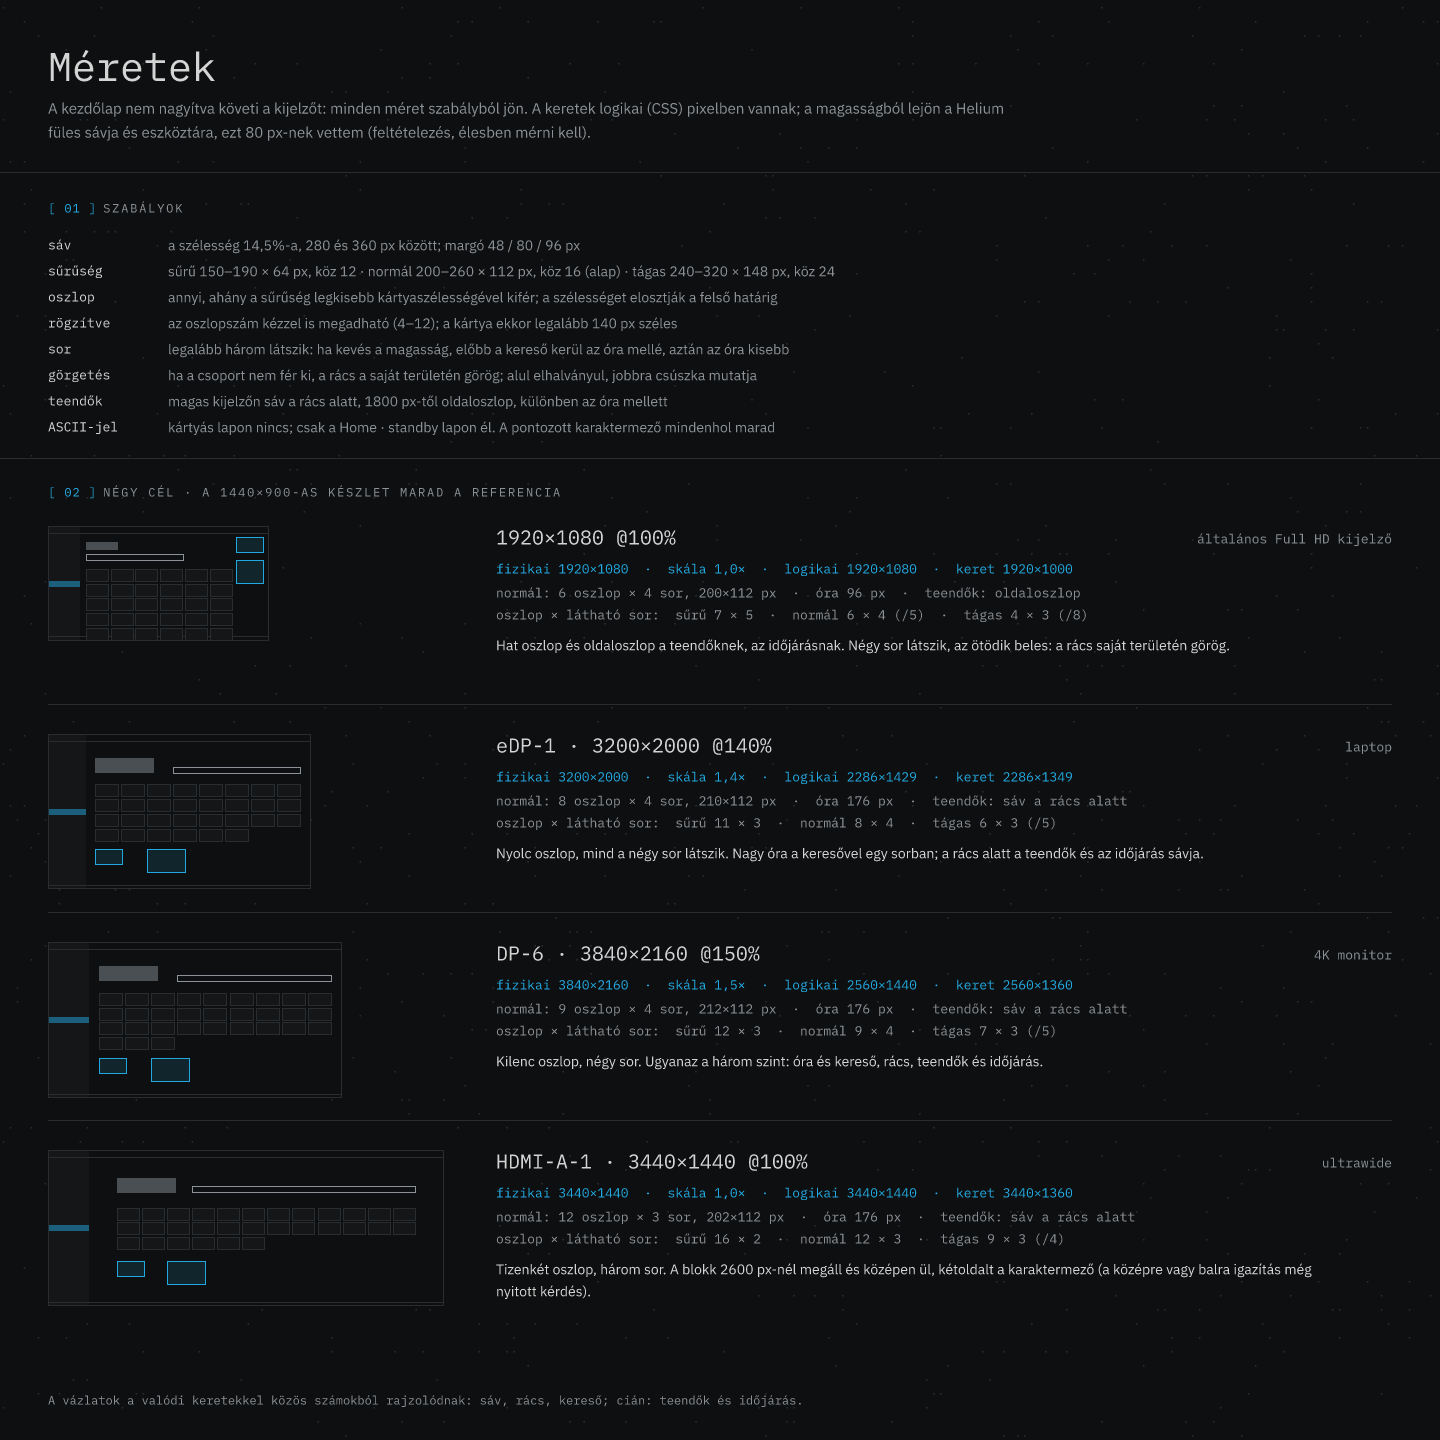 Méretek
A kezdőlap nem nagyítva követi a kijelzőt: minden méret szabályból jön. A keretek logikai (CSS) pixelben vannak; a magasságból lejön a Helium
füles sávja és eszköztára, ezt 80 px-nek vettem (feltételezés, élesben mérni kell).
[ 01 ] SZABÁLYOK
sáv a szélesség 14,5%-a, 280 és 360 px között; margó 48 / 80 / 96 px
sűrűség sűrű 150–190 × 64 px, köz 12 · normál 200–260 × 112 px, köz 16 (alap) · tágas 240–320 × 148 px, köz 24
oszlop annyi, ahány a sűrűség legkisebb kártyaszélességével kifér; a szélességet elosztják a felső határig
rögzítve az oszlopszám kézzel is megadható (4–12); a kártya ekkor legalább 140 px széles
sor legalább három látszik: ha kevés a magasság, előbb a kereső kerül az óra mellé, aztán az óra kisebb
görgetés ha a csoport nem fér ki, a rács a saját területén görög; alul elhalványul, jobbra csúszka mutatja
teendők magas kijelzőn sáv a rács alatt, 1800 px-től oldaloszlop, különben az óra mellett
ASCII-jel kártyás lapon nincs; csak a Home · standby lapon él. A pontozott karaktermező mindenhol marad
[ 02 ] NÉGY CÉL · A 1440×900-AS KÉSZLET MARAD A REFERENCIA
1920×1080 @100% általános Full HD kijelző
fizikai 1920×1080 · skála 1,0× · logikai 1920×1080 · keret 1920×1000
normál: 6 oszlop × 4 sor, 200×112 px · óra 96 px · teendők: oldaloszlop
oszlop × látható sor: sűrű 7 × 5 · normál 6 × 4 (/5) · tágas 4 × 3 (/8)
Hat oszlop és oldaloszlop a teendőknek, az időjárásnak. Négy sor látszik, az ötödik beles: a rács saját területén görög.
eDP-1 · 3200×2000 @140% laptop
fizikai 3200×2000 · skála 1,4× · logikai 2286×1429 · keret 2286×1349
normál: 8 oszlop × 4 sor, 210×112 px · óra 176 px · teendők: sáv a rács alatt
oszlop × látható sor: sűrű 11 × 3 · normál 8 × 4 · tágas 6 × 3 (/5)
Nyolc oszlop, mind a négy sor látszik. Nagy óra a keresővel egy sorban; a rács alatt a teendők és az időjárás sávja.
DP-6 · 3840×2160 @150% 4K monitor
fizikai 3840×2160 · skála 1,5× · logikai 2560×1440 · keret 2560×1360
normál: 9 oszlop × 4 sor, 212×112 px · óra 176 px · teendők: sáv a rács alatt
oszlop × látható sor: sűrű 12 × 3 · normál 9 × 4 · tágas 7 × 3 (/5)
Kilenc oszlop, négy sor. Ugyanaz a három szint: óra és kereső, rács, teendők és időjárás.
HDMI-A-1 · 3440×1440 @100% ultrawide
fizikai 3440×1440 · skála 1,0× · logikai 3440×1440 · keret 3440×1360
normál: 12 oszlop × 3 sor, 202×112 px · óra 176 px · teendők: sáv a rács alatt
oszlop × látható sor: sűrű 16 × 2 · normál 12 × 3 · tágas 9 × 3 (/4)
Tizenkét oszlop, három sor. A blokk 2600 px-nél megáll és középen ül, kétoldalt a karaktermező (a középre vagy balra igazítás még
nyitott kérdés).
A vázlatok a valódi keretekkel közös számokból rajzolódnak: sáv, rács, kereső; cián: teendők és időjárás.